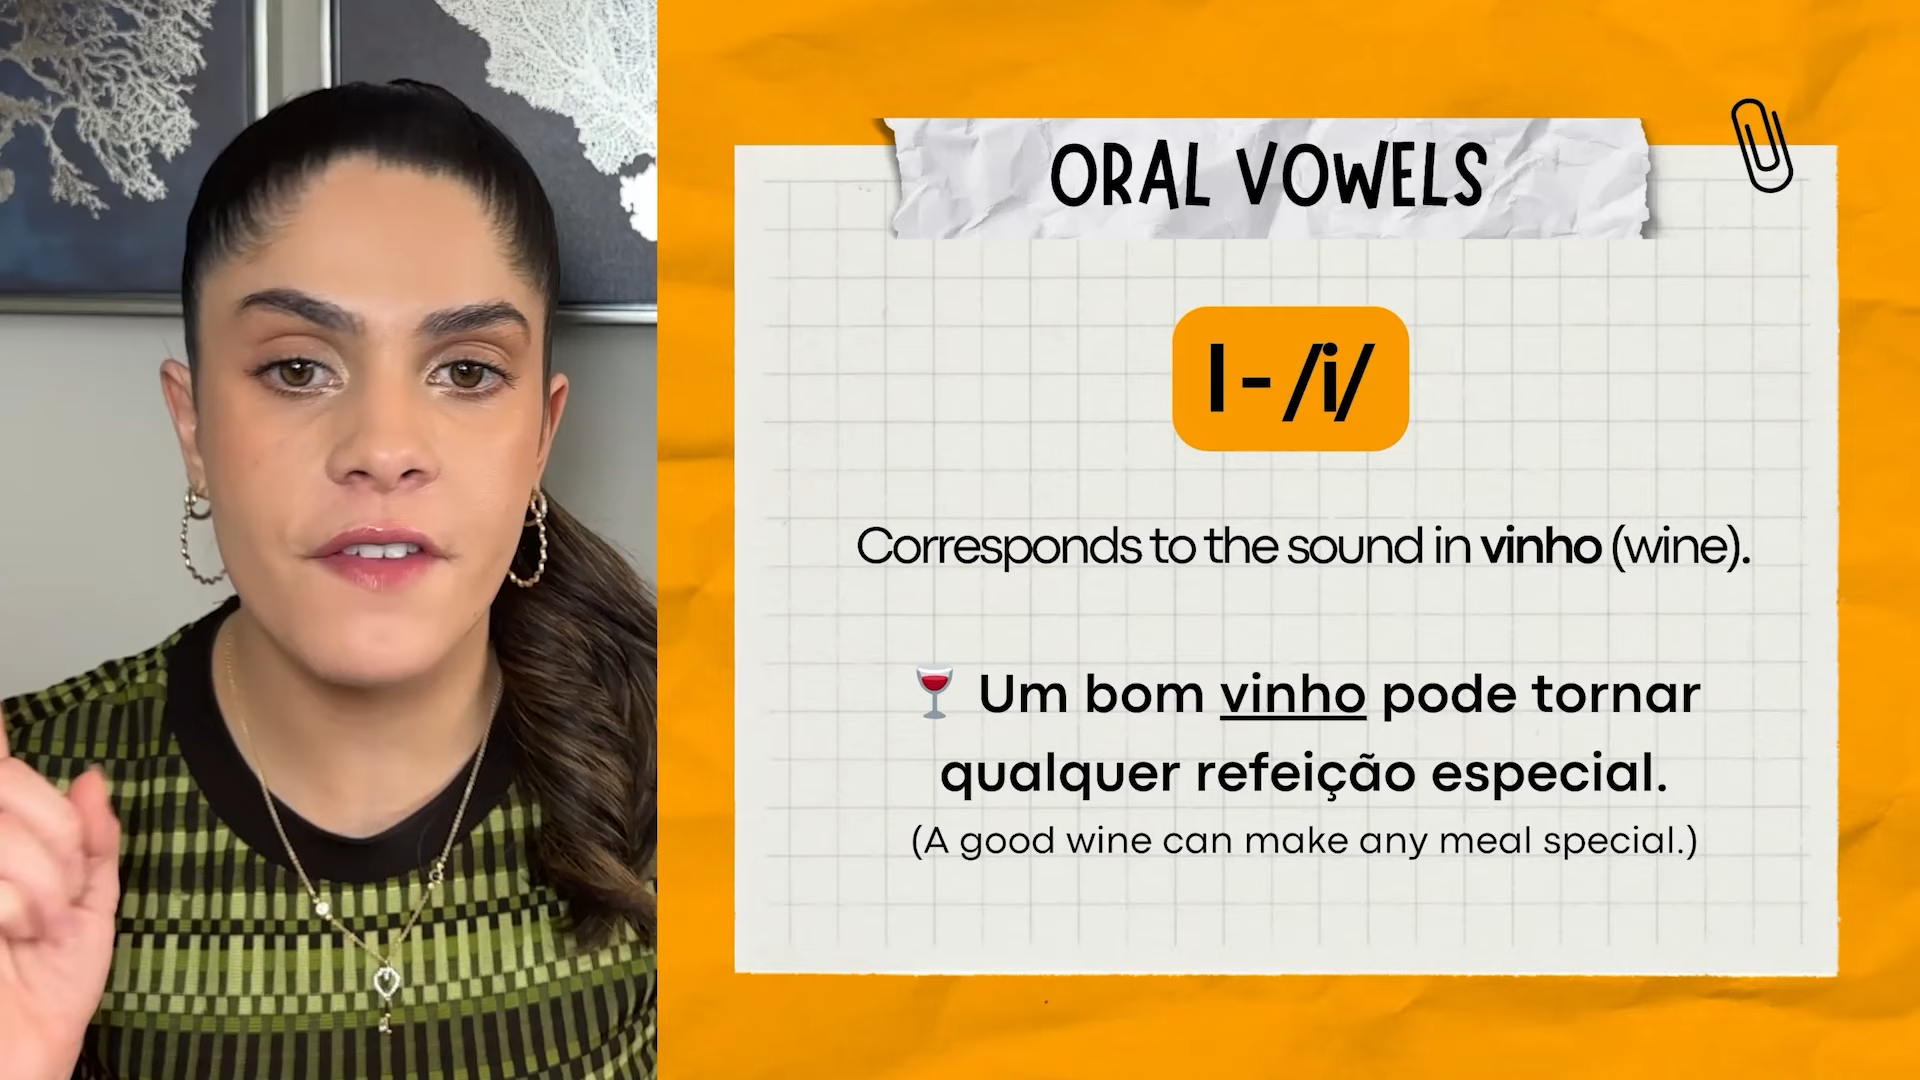 ORAL VOWELS
I - /i/
Corresponds to the sound in vinho (wine).
🍷 Um bom vinho pode tornar
qualquer refeição especial.
(A good wine can make any meal special.)